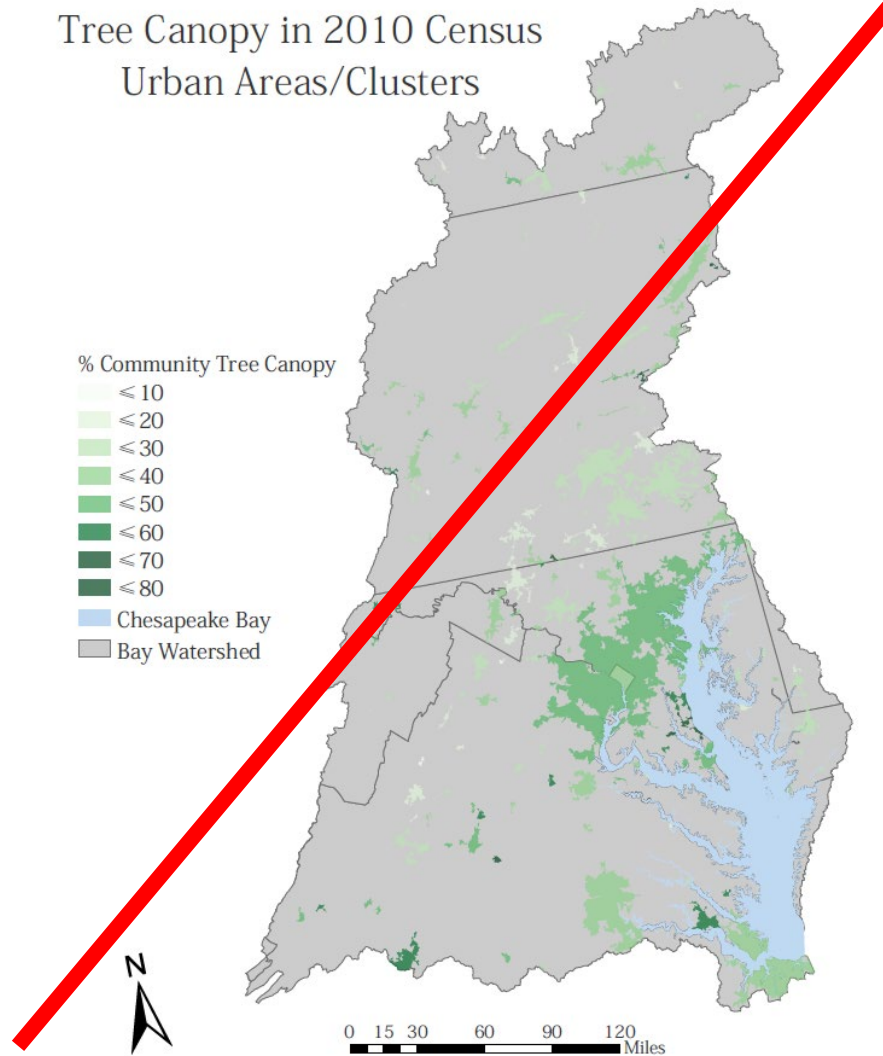 Tree Canopy in 2010 Census
Urban Areas/Clusters
% Community Tree Canopy
≤ 10
≤ 20
≤ 30
≤ 40
≤ 50
≤ 60
≤ 70
≤ 80
Chesapeake Bay
Bay Watershed
N
0 15 30 60 90 120
Miles